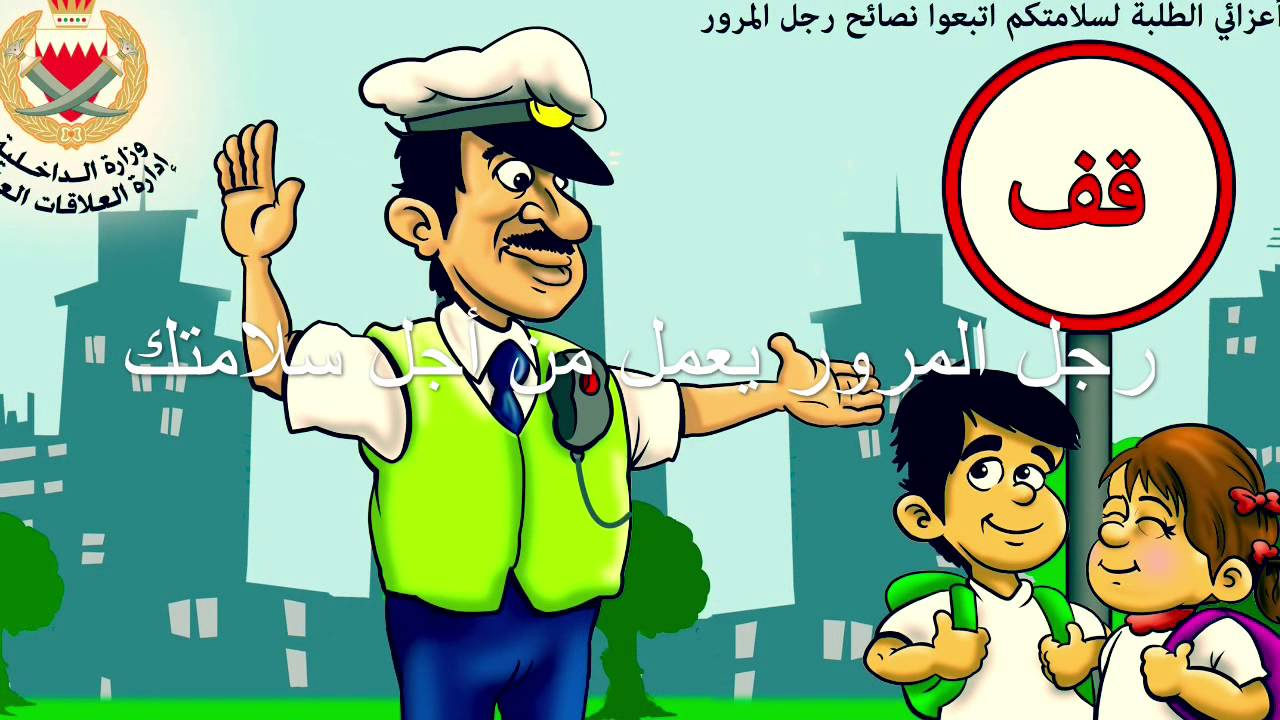 أعزائي الطلبة لسلامتكم اتبعوا نصائح رجل المرور
قف
وزارة الداخلية
إدارة العلاقات
رجل المرور يعمل من أجل سلامتك